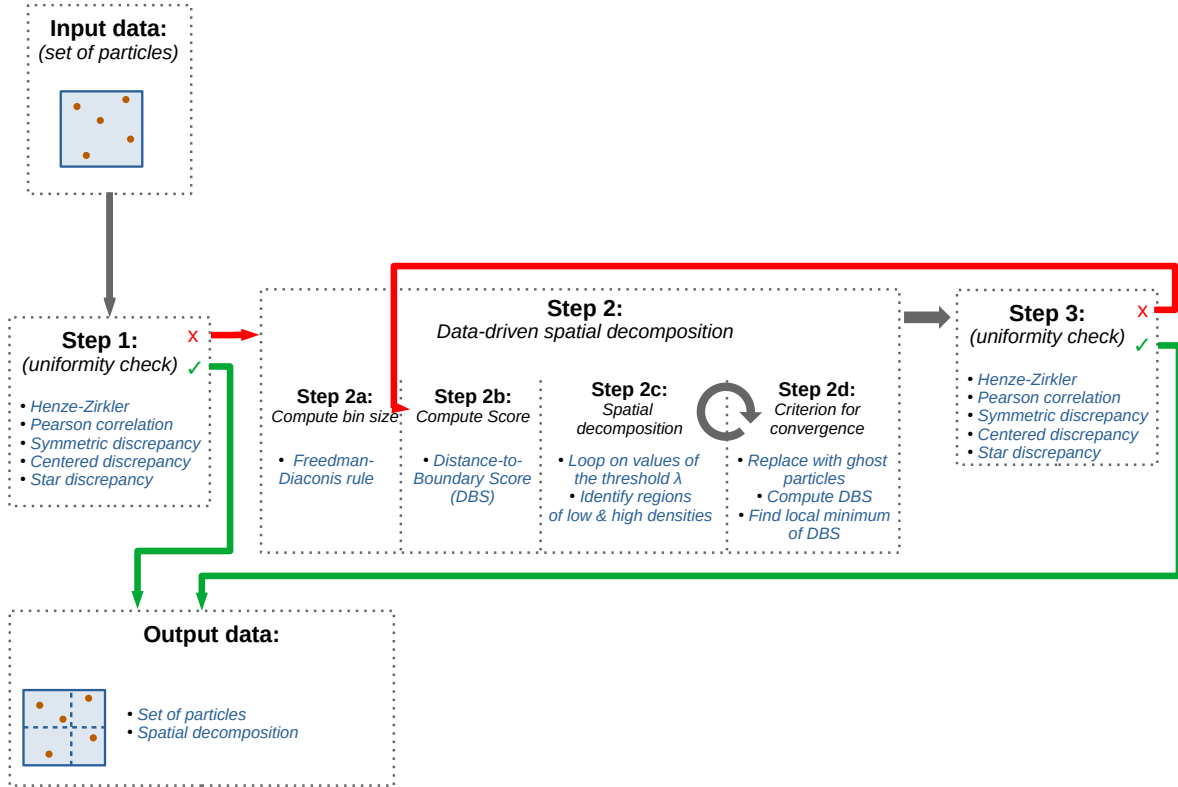 Input data:
(set of particles)
Step 1:
(uniformity check)
x
✓
• Henze-Zirkler
• Pearson correlation
• Symmetric discrepancy
• Centered discrepancy
• Star discrepancy
Step 2:
Data-driven spatial decomposition
Step 2a:
Compute bin size
• Freedman-
Diaconis rule
Step 2b:
Compute Score
• Distance-to-
Boundary Score
(DBS)
Step 2c:
Spatial
decomposition
• Loop on values of
the threshold λ
• Identify regions
of low & high densities
Step 2d:
Criterion for
convergence
• Replace with ghost
particles
• Compute DBS
• Find local minimum
of DBS
Step 3:
(uniformity check)
x
✓
• Henze-Zirkler
• Pearson correlation
• Symmetric discrepancy
• Centered discrepancy
• Star discrepancy
Output data:
• Set of particles
• Spatial decomposition